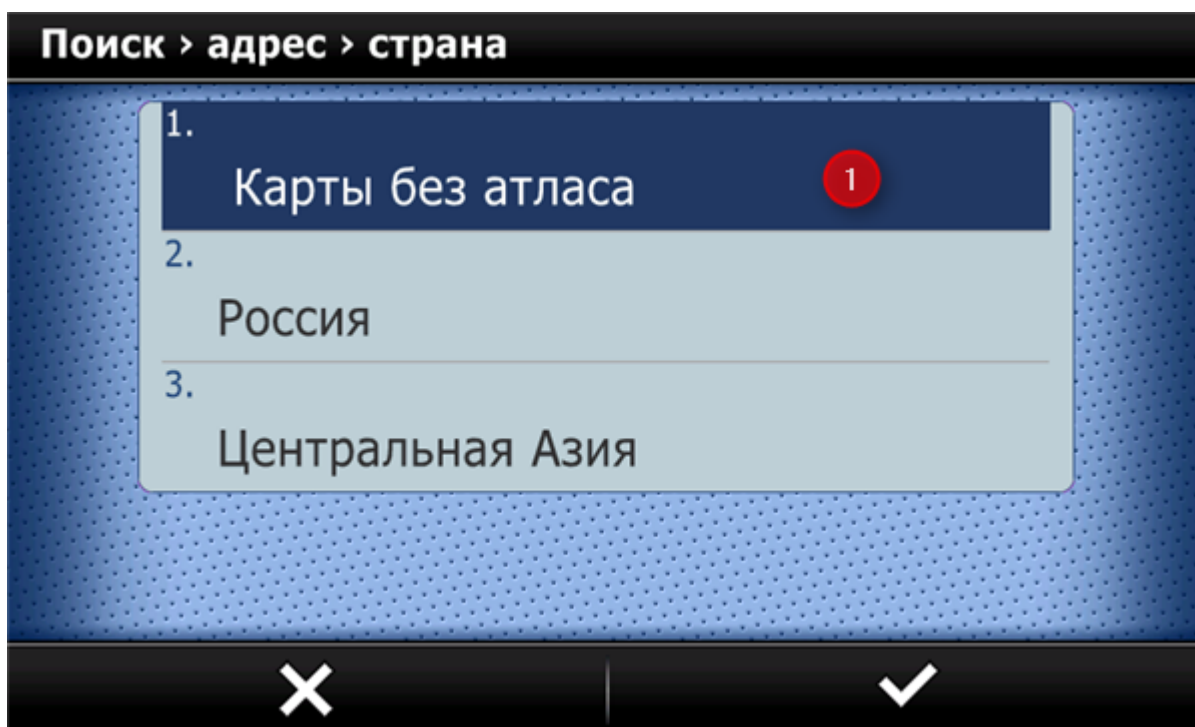 Поиск › адрес › страна
1.
Карты без атласа
1
2.
Россия
3.
Центральная Азия